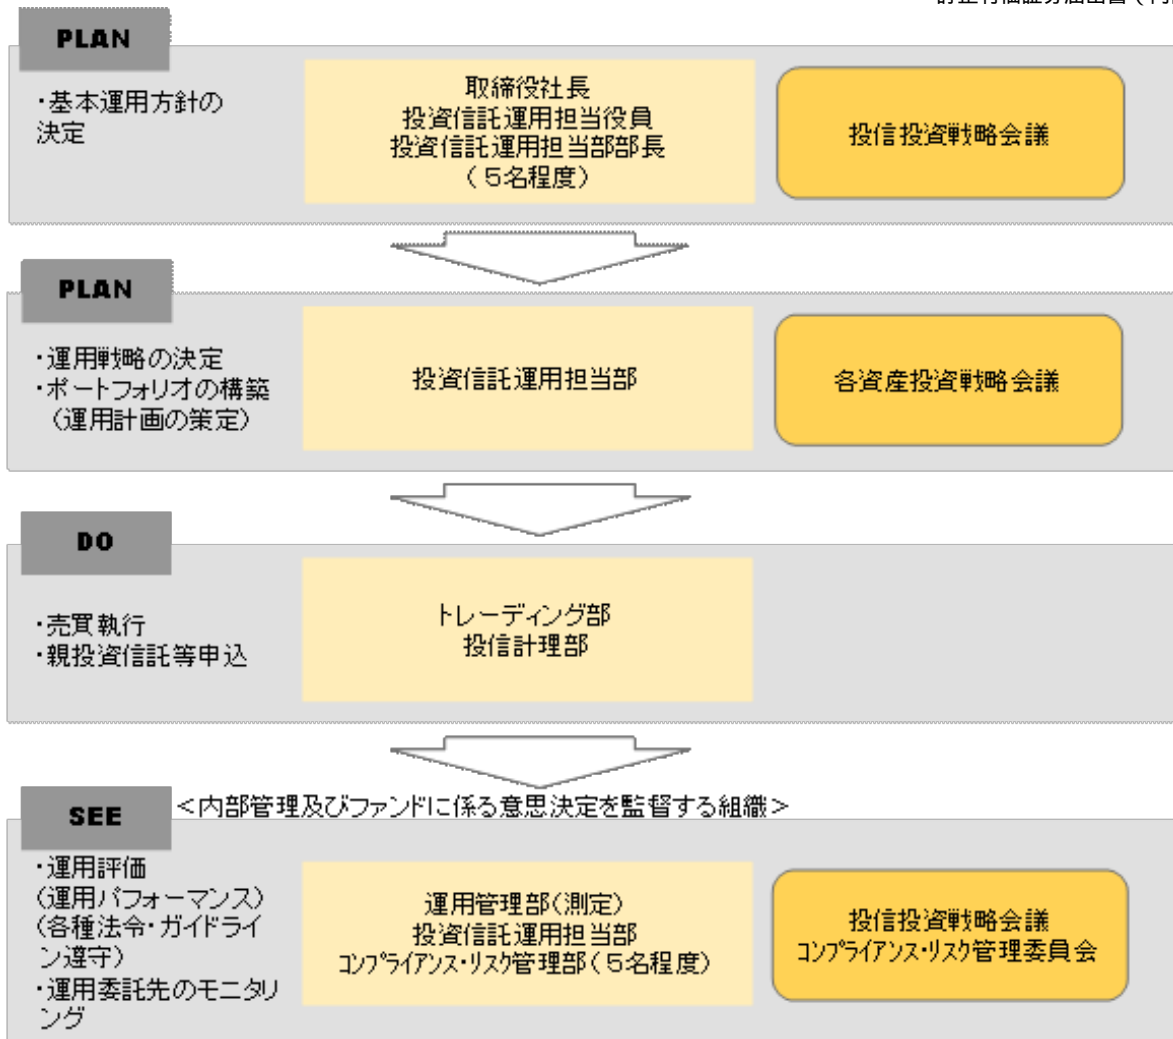 PLAN
・基本運用方針の
決定
取締役社長
投資信託運用担当役員
投資信託運用担当部部長
(5名程度)
投信投資戦略会議
PLAN
・運用戦略の決定
・ポートフォリオの構築
(運用計画の策定)
投資信託運用担当部
各資産投資戦略会議
DO
・売買執行
・親投資信託等申込
トレーディング部
投信計理部
SEE
<内部管理及びファンドに係る意思決定を監督する組織>
・運用評価
(運用パフォーマンス)
(各種法令・ガイドライ
ン遵守)
・運用委託先のモニタリ
ング
運用管理部(測定)
投資信託運用担当部
コンプライアンス・リスク管理部(5名程度)
投信投資戦略会議
コンプライアンス・リスク管理委員会